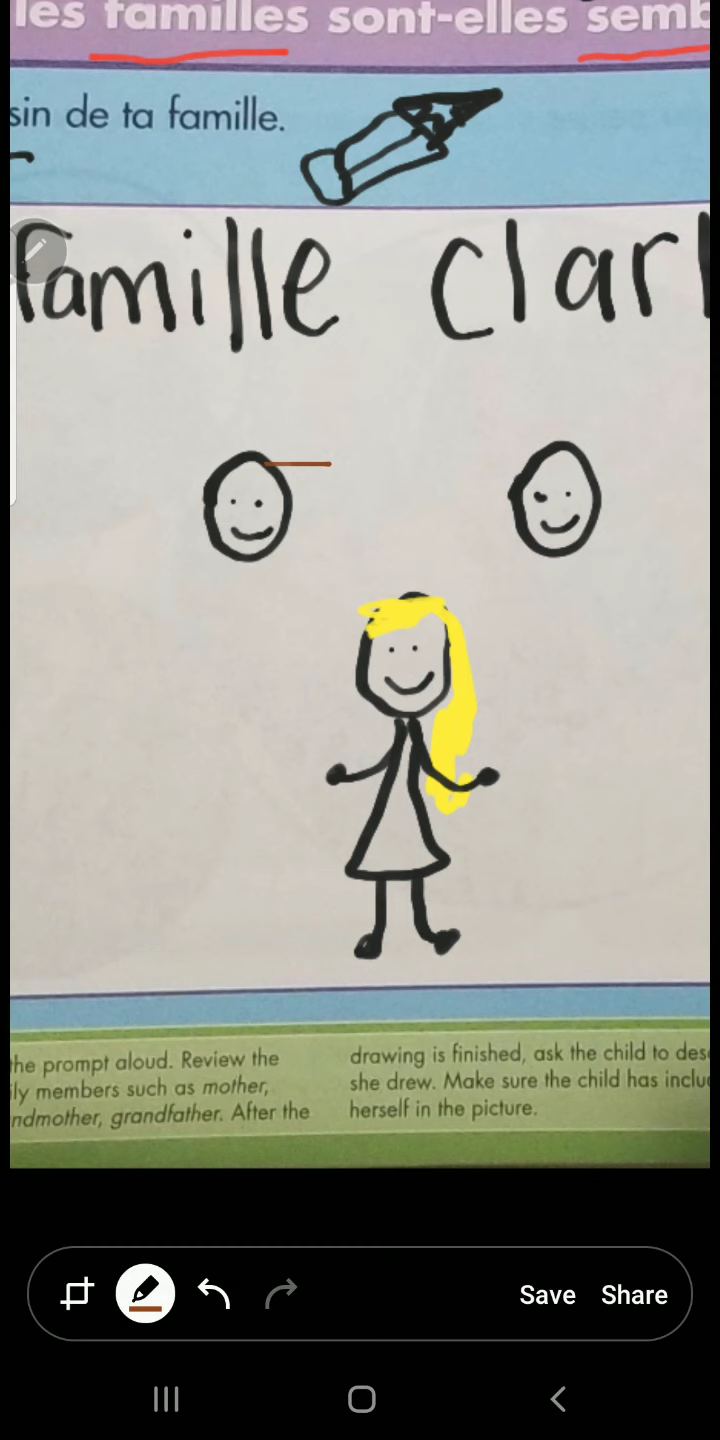 les familles sont-elles semb
sin de ta famille.
famille clar
the prompt aloud. Review the
ily members such as mother,
ndmother, grandfather. After the
drawing is finished, ask the child to des
she drew. Make sure the child has inclu
herself in the picture.
Save Share